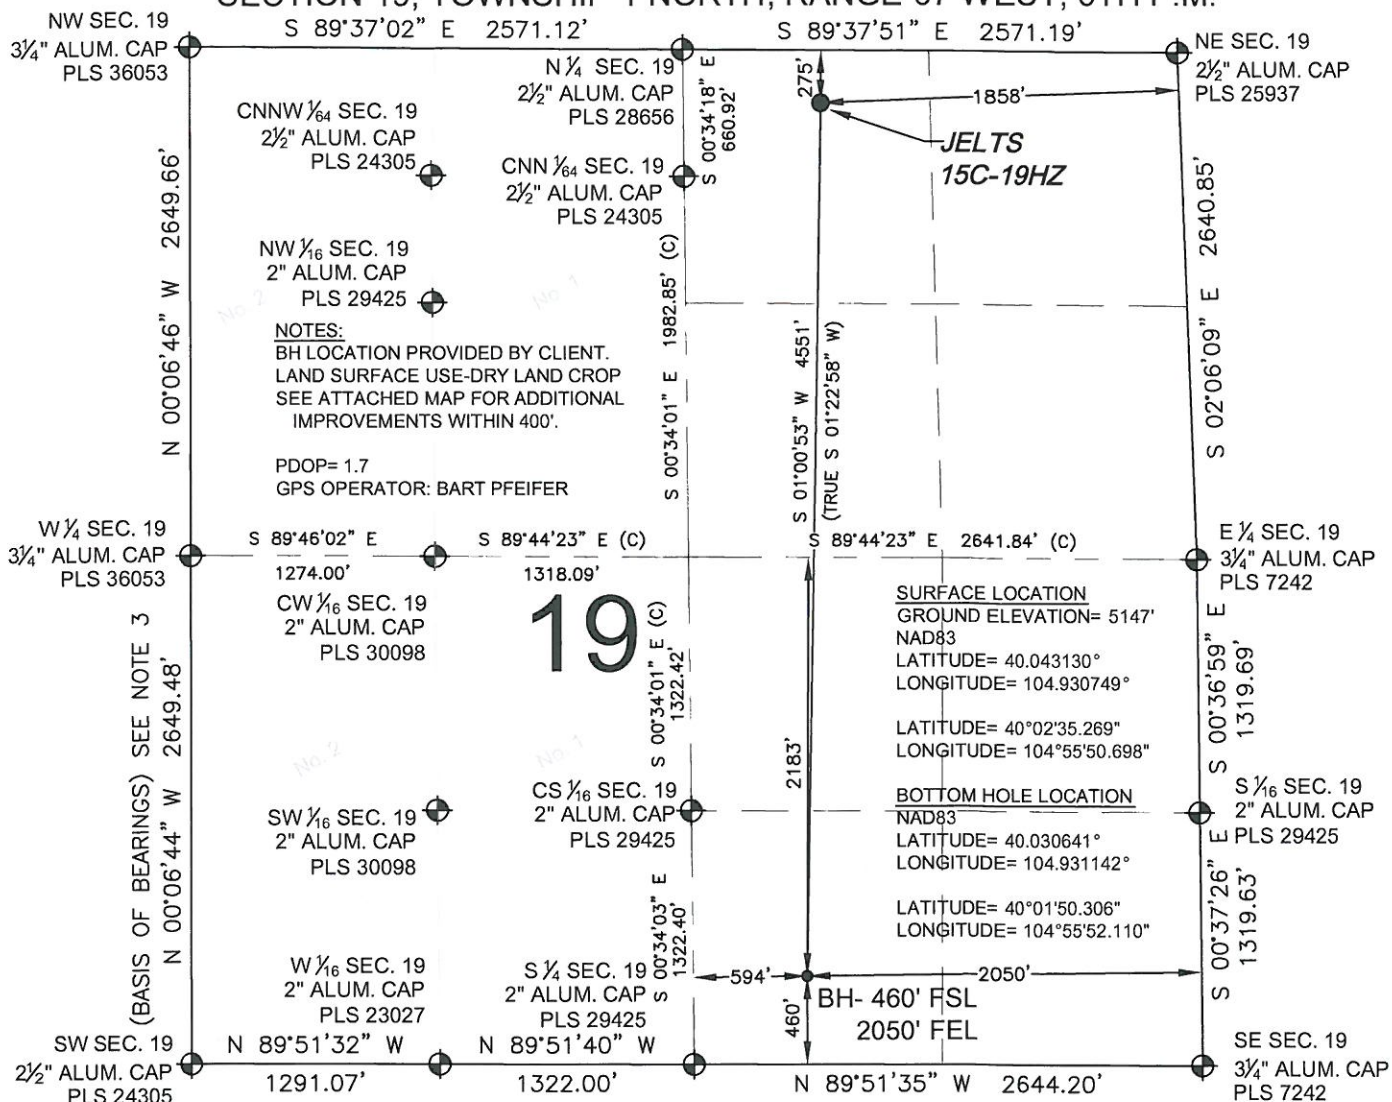 SECTION 19, TOWNSHIP 1 NORTH, RANGE 67 WEST, 6TH P.M.
NW SEC. 19
3¼" ALUM. CAP
PLS 36053
S 89°37'02" E 2571.12'
S 89°37'51" E 2571.19'
NE SEC. 19
2½" ALUM. CAP
PLS 25937
N ¼ SEC. 19
2½" ALUM. CAP
PLS 28656
S 00°34'18" E
660.92'
275'
1858'
JELTS
15C-19HZ
CNNW 1/64 SEC. 19
2½" ALUM. CAP
PLS 24305
CNN 1/64 SEC. 19
2½" ALUM. CAP
PLS 24305
N 00°06'46" W 2649.66'
NW 1/16 SEC. 19
2" ALUM. CAP
PLS 29425
No. 2
No. 1
S 00°34'01" E 1982.85' (C)
S 01°00'53" W 4551'
(TRUE S 01°22'58" W)
S 02°06'09" E 2640.85'
NOTES:
BH LOCATION PROVIDED BY CLIENT.
LAND SURFACE USE-DRY LAND CROP
SEE ATTACHED MAP FOR ADDITIONAL
IMPROVEMENTS WITHIN 400'.
PDOP= 1.7
GPS OPERATOR: BART PFEIFER
W ¼ SEC. 19
3¼" ALUM. CAP
PLS 36053
S 89°46'02" E
1274.00'
S 89°44'23" E (C)
1318.09'
S 89°44'23" E 2641.84' (C)
E ¼ SEC. 19
3¼" ALUM. CAP
PLS 7242
CW 1/16 SEC. 19
2" ALUM. CAP
PLS 30098
19
S 00°34'01" E (C)
1322.42'
2183'
SURFACE LOCATION
GROUND ELEVATION= 5147'
NAD83
LATITUDE= 40.043130°
LONGITUDE= 104.930749°
LATITUDE= 40°02'35.269"
LONGITUDE= 104°55'50.698"
S 00°36'59" E
1319.69'
(BASIS OF BEARINGS) SEE NOTE 3
N 00°06'44" W 2649.48'
No. 2
No. 1
SW 1/16 SEC. 19
2" ALUM. CAP
PLS 30098
CS 1/16 SEC. 19
2" ALUM. CAP
PLS 29425
BOTTOM HOLE LOCATION
NAD83
LATITUDE= 40.030641°
LONGITUDE= 104.931142°
LATITUDE= 40°01'50.306"
LONGITUDE= 104°55'52.110"
S 1/16 SEC. 19
2" ALUM. CAP
PLS 29425
S 00°34'03" E
1322.40'
S 00°37'26" E
1319.63'
W 1/16 SEC. 19
2" ALUM. CAP
PLS 23027
S ¼ SEC. 19
2" ALUM. CAP
PLS 29425
594'
2050'
460'
BH- 460' FSL
2050' FEL
SW SEC. 19
2½" ALUM. CAP
PLS 24305
N 89°51'32" W
1291.07'
N 89°51'40" W
1322.00'
N 89°51'35" W 2644.20'
SE SEC. 19
3¼" ALUM. CAP
PLS 7242